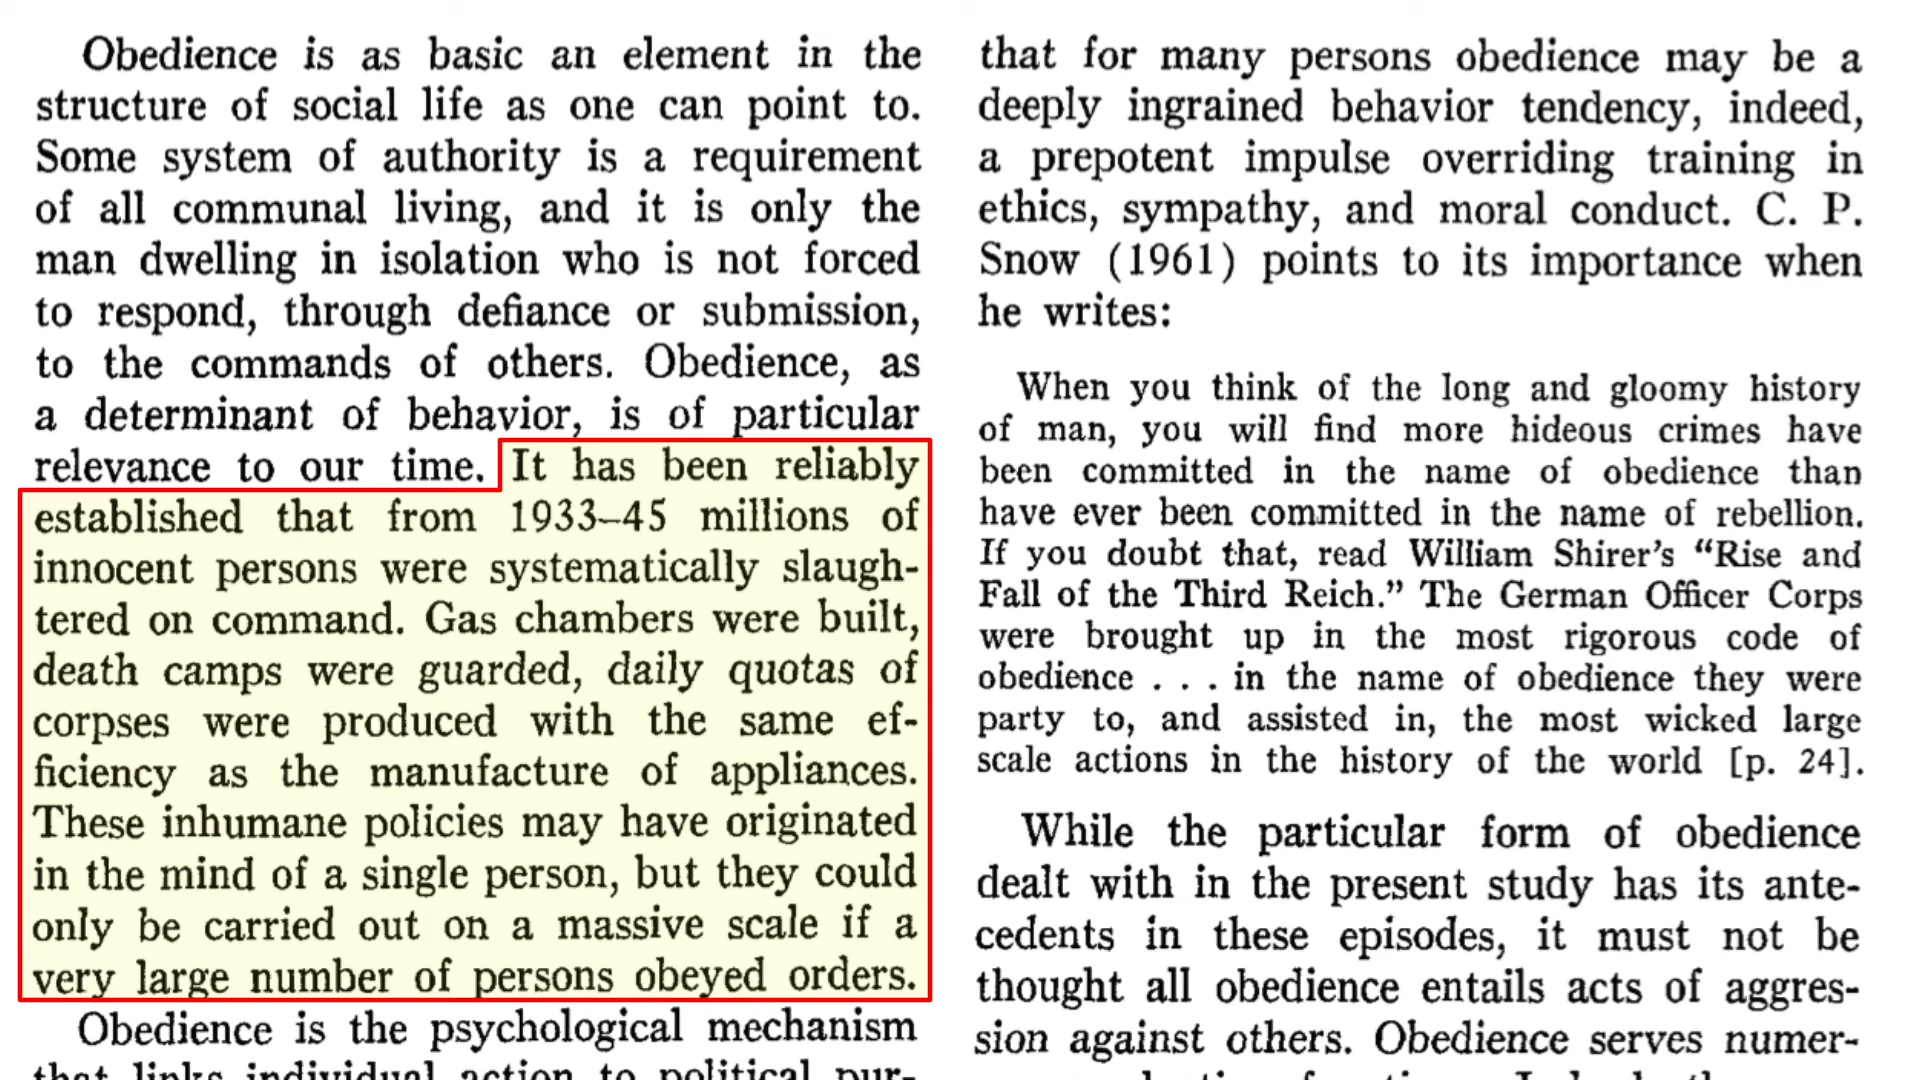 Obedience is as basic an element in the
structure of social life as one can point to.
Some system of authority is a requirement
of all communal living, and it is only the
man dwelling in isolation who is not forced
to respond, through defiance or submission,
to the commands of others. Obedience, as
a determinant of behavior, is of particular
relevance to our time. It has been reliably
established that from 1933–45 millions of
innocent persons were systematically slaugh-
tered on command. Gas chambers were built,
death camps were guarded, daily quotas of
corpses were produced with the same ef-
ficiency as the manufacture of appliances.
These inhumane policies may have originated
in the mind of a single person, but they could
only be carried out on a massive scale if a
very large number of persons obeyed orders.
Obedience is the psychological mechanism
that links individual action to political pur-
that for many persons obedience may be a
deeply ingrained behavior tendency, indeed,
a prepotent impulse overriding training in
ethics, sympathy, and moral conduct. C. P.
Snow (1961) points to its importance when
he writes:
When you think of the long and gloomy history
of man, you will find more hideous crimes have
been committed in the name of obedience than
have ever been committed in the name of rebellion.
If you doubt that, read William Shirer's “Rise and
Fall of the Third Reich.” The German Officer Corps
were brought up in the most rigorous code of
obedience . . . in the name of obedience they were
party to, and assisted in, the most wicked large
scale actions in the history of the world [p. 24].
While the particular form of obedience
dealt with in the present study has its ante-
cedents in these episodes, it must not be
thought all obedience entails acts of aggres-
sion against others. Obedience serves numer-